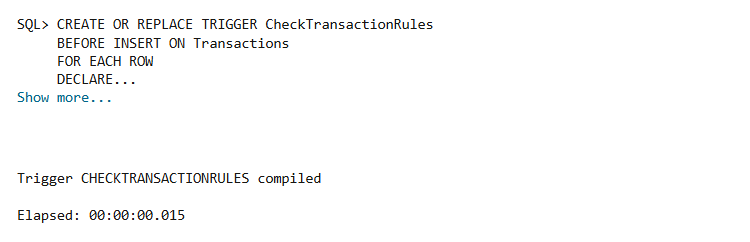 SQL> CREATE OR REPLACE TRIGGER CheckTransactionRules
BEFORE INSERT ON Transactions
FOR EACH ROW
DECLARE...
Show more...
Trigger CHECKTRANSACTIONRULES compiled
Elapsed: 00:00:00.015